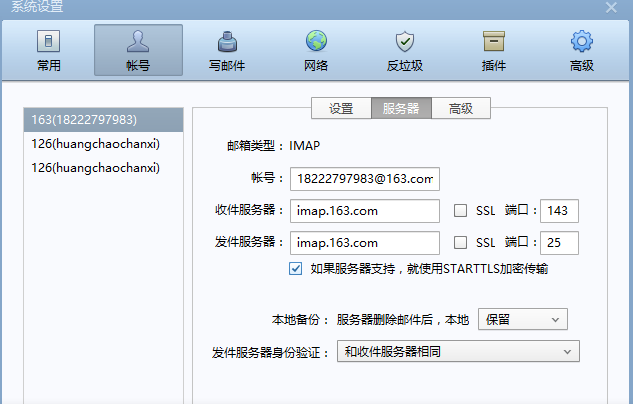 系统设置
常用 帐号 写邮件 网络 反垃圾 插件 高级
163(18222797983)
126(huangchaochanxi)
126(huangchaochanxi)
设置 服务器 高级
邮箱类型：IMAP
帐号： 18222797983@163.com
收件服务器： imap.163.com SSL 端口： 143
发件服务器： imap.163.com SSL 端口： 25
如果服务器支持，就使用STARTTLS加密传输
本地备份： 服务器删除邮件后，本地 保留
发件服务器身份验证： 和收件服务器相同